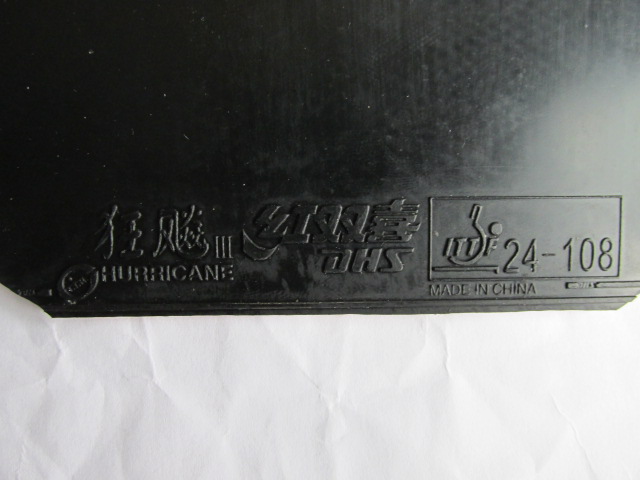 狂飚III
HURRICANE
红双喜
DHS
ITTF 24-108
MADE IN CHINA